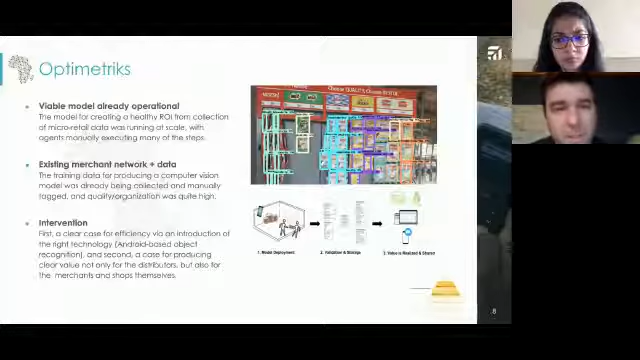 Optimetriks
Viable model already operational
The model for creating a healthy ROI from collection
of micro-retail data was running at scale, with
agents manually executing many of the steps.
Existing merchant network + data
The training data for producing a computer vision
model was already being collected and manually
tagged, and quality/organization was quite high.
Intervention
First, a clear case for efficiency via an introduction of
the right technology (Android-based object
recognition), and second, a case for producing
clear value not only for the distributors, but also for
the merchants and shops themselves.
1. Model Deployment
2. Validation & Storage
3. Value is Realized & Shared
8